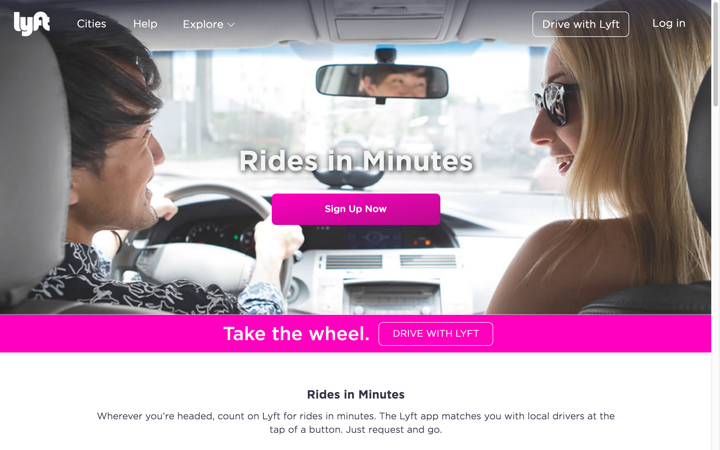 lyft
Cities
Help
Explore
Drive with Lyft
Log in
Rides in Minutes
Sign Up Now
Take the wheel.
DRIVE WITH LYFT
Rides in Minutes
Wherever you're headed, count on Lyft for rides in minutes. The Lyft app matches you with local drivers at the
tap of a button. Just request and go.